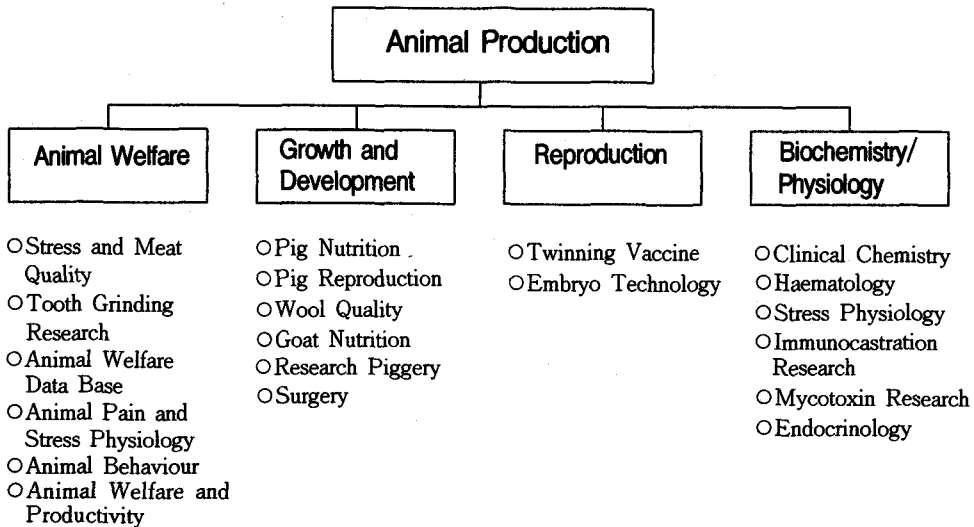 Animal Production
Animal Welfare
○Stress and Meat
Quality
○Tooth Grinding
Research
○Animal Welfare
Data Base
○Animal Pain and
Stress Physiology
○Animal Behaviour
○Animal Welfare and
Productivity
Growth and
Development
○Pig Nutrition
○Pig Reproduction
○Wool Quality
○Goat Nutrition
○Research Piggery
○Surgery
Reproduction
○Twinning Vaccine
○Embryo Technology
Biochemistry/
Physiology
○Clinical Chemistry
○Haematology
○Stress Physiology
○Immunocastration
Research
○Mycotoxin Research
○Endocrinology